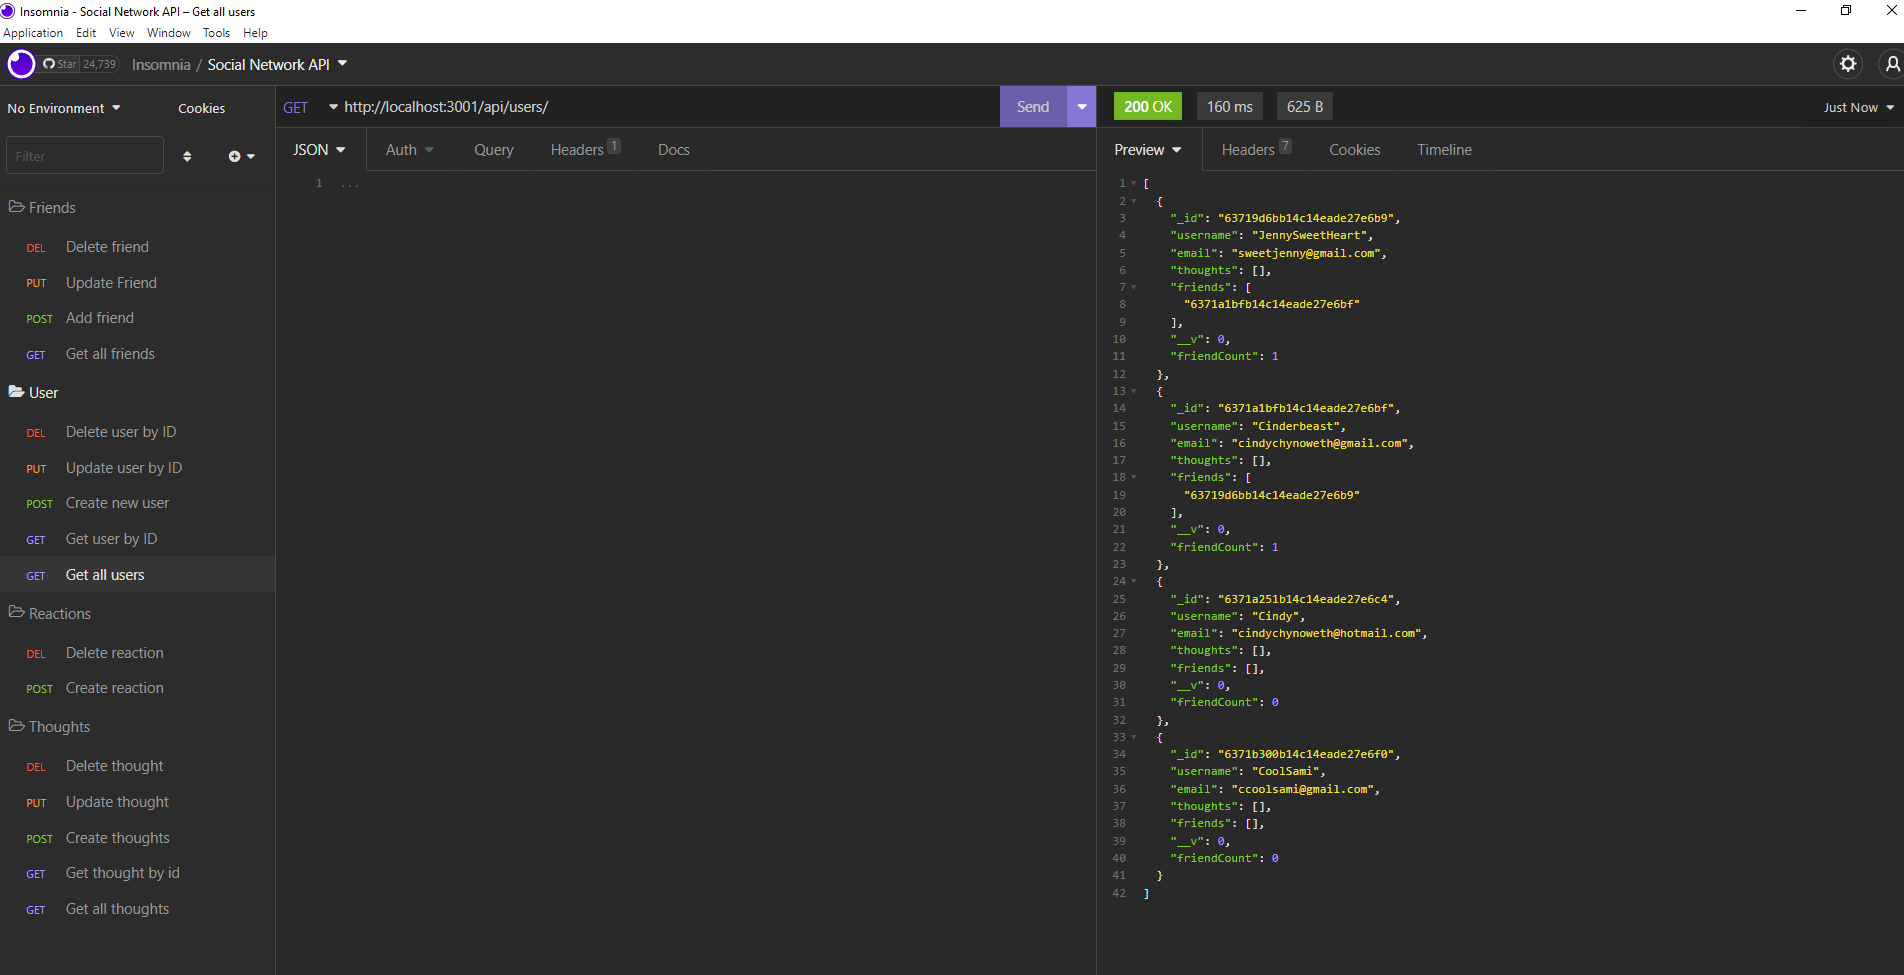 Insomnia - Social Network API – Get all users
Application Edit View Window Tools Help
Star 24,739 Insomnia / Social Network API
No Environment Cookies
Filter
Friends
DEL Delete friend
PUT Update Friend
POST Add friend
GET Get all friends
User
DEL Delete user by ID
PUT Update user by ID
POST Create new user
GET Get user by ID
GET Get all users
Reactions
DEL Delete reaction
POST Create reaction
Thoughts
DEL Delete thought
PUT Update thought
POST Create thoughts
GET Get thought by id
GET Get all thoughts
GET http://localhost:3001/api/users/ Send
JSON Auth Query Headers 1 Docs
1 ...
200 OK 160 ms 625 B Just Now
Preview Headers 7 Cookies Timeline
1 [
2 {
3 "_id": "63719d6bb14c14eade27e6b9",
4 "username": "JennySweetHeart",
5 "email": "sweetjenny@gmail.com",
6 "thoughts": [],
7 "friends": [
8 "6371a1bfb14c14eade27e6bf"
9 ],
10 "__v": 0,
11 "friendCount": 1
12 },
13 {
14 "_id": "6371a1bfb14c14eade27e6bf",
15 "username": "Cinderbeast",
16 "email": "cindychynoweth@gmail.com",
17 "thoughts": [],
18 "friends": [
19 "63719d6bb14c14eade27e6b9"
20 ],
21 "__v": 0,
22 "friendCount": 1
23 },
24 {
25 "_id": "6371a251b14c14eade27e6c4",
26 "username": "Cindy",
27 "email": "cindychynoweth@hotmail.com",
28 "thoughts": [],
29 "friends": [],
30 "__v": 0,
31 "friendCount": 0
32 },
33 {
34 "_id": "6371b300b14c14eade27e6f0",
35 "username": "CoolSami",
36 "email": "ccoolsami@gmail.com",
37 "thoughts": [],
38 "friends": [],
39 "__v": 0,
40 "friendCount": 0
41 }
42 ]